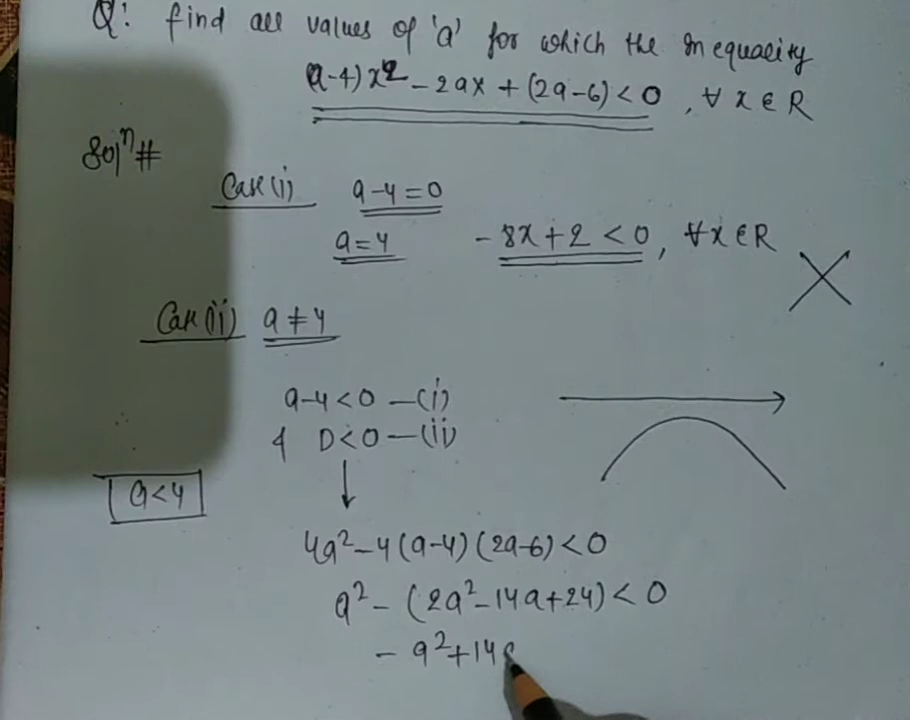 Q: find all values of 'a' for which the Inequality
(a-4)x² - 2ax + (2a-6) < 0 , ∀ x ∈ R
Solⁿ #
Case (i) a-4=0
a=4 - 8x+2 < 0, ∀x∈R
Case (ii) a≠4
a-4<0 —(i)
& D<0 —(ii)
a<4
4a²-4(a-4)(2a-6)<0
a² - (2a²-14a+24) < 0
- a²+14